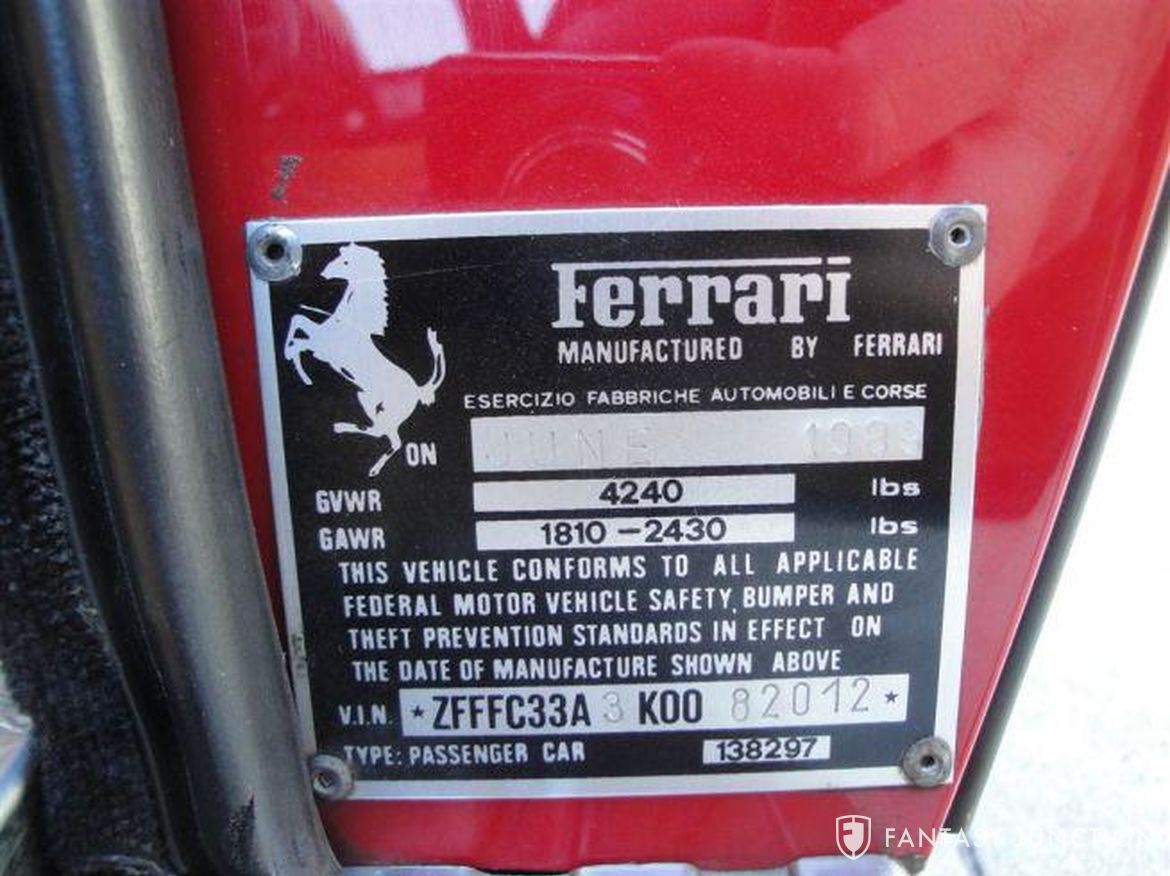 Ferrari
MANUFACTURED BY FERRARI
ESERCIZIO FABBRICHE AUTOMOBILI E CORSE
ON JUNE
GVWR 4240 lbs
GAWR 1810-2430 lbs
THIS VEHICLE CONFORMS TO ALL APPLICABLE
FEDERAL MOTOR VEHICLE SAFETY, BUMPER AND
THEFT PREVENTION STANDARDS IN EFFECT ON
THE DATE OF MANUFACTURE SHOWN ABOVE
V.I.N. *ZFFFC33A 3 K00 82012*
TYPE: PASSENGER CAR 138297
FANTASY JUNCTION